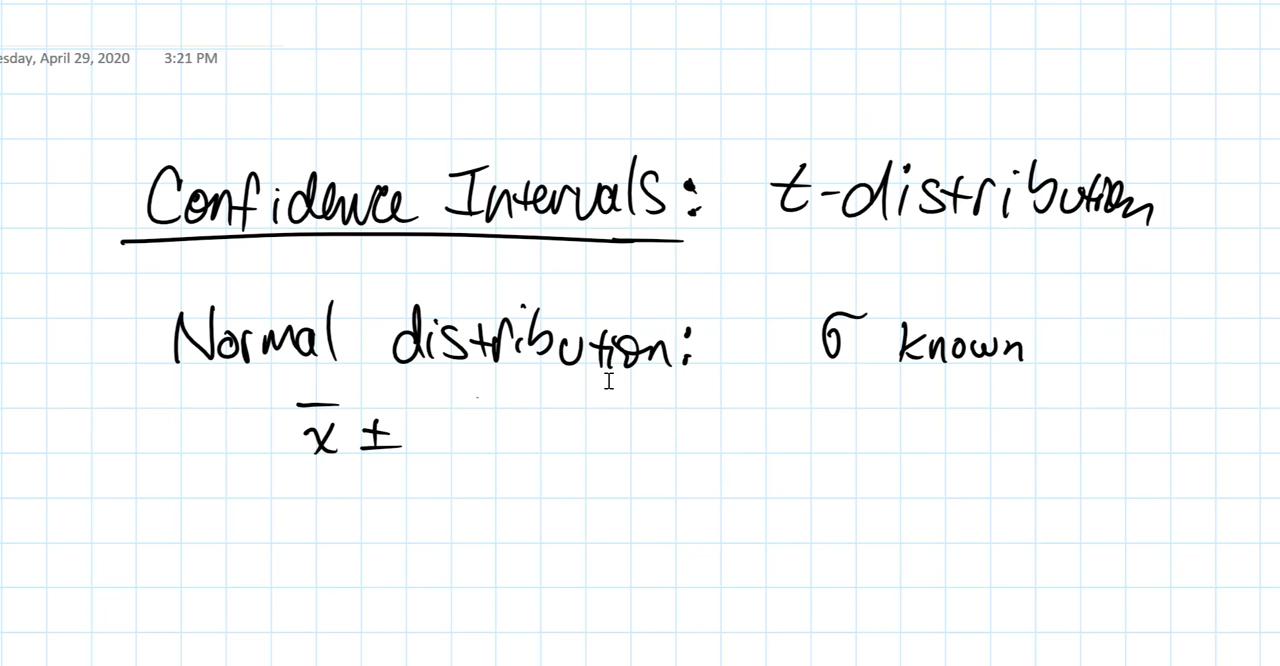 esday, April 29, 2020 3:21 PM
Confidence Intervals: t-distribution
Normal distribution: σ known
x̅ ±